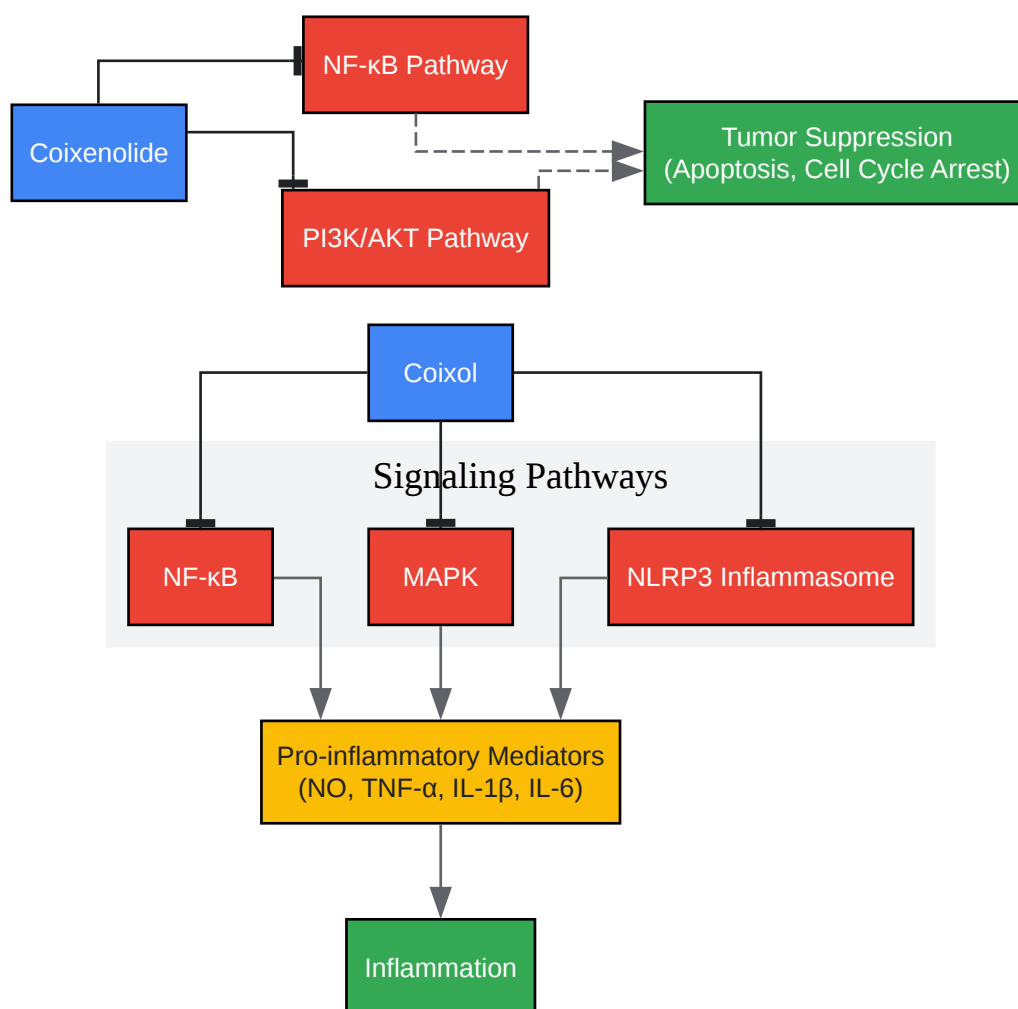 NF-κB Pathway
Coixenolide
Tumor Suppression
(Apoptosis, Cell Cycle Arrest)
PI3K/AKT Pathway
Coixol
Signaling Pathways
NF-κB
MAPK
NLRP3 Inflammasome
Pro-inflammatory Mediators
(NO, TNF-α, IL-1β, IL-6)
Inflammation